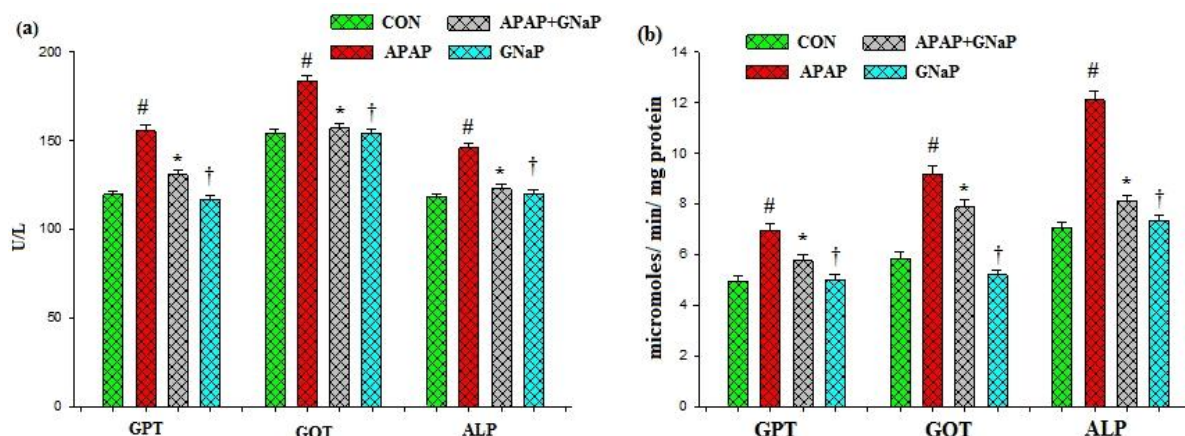 (a)
CON
APAP+GNaP
APAP
GNaP
200
150
100
50
0
U/L
#
*
†
#
*
†
#
*
†
GPT
GOT
ALP
(b)
CON
APAP+GNaP
APAP
GNaP
14
12
10
8
6
4
2
0
micromoles/ min/ mg protein
#
*
†
#
*
†
#
*
†
GPT
GOT
ALP